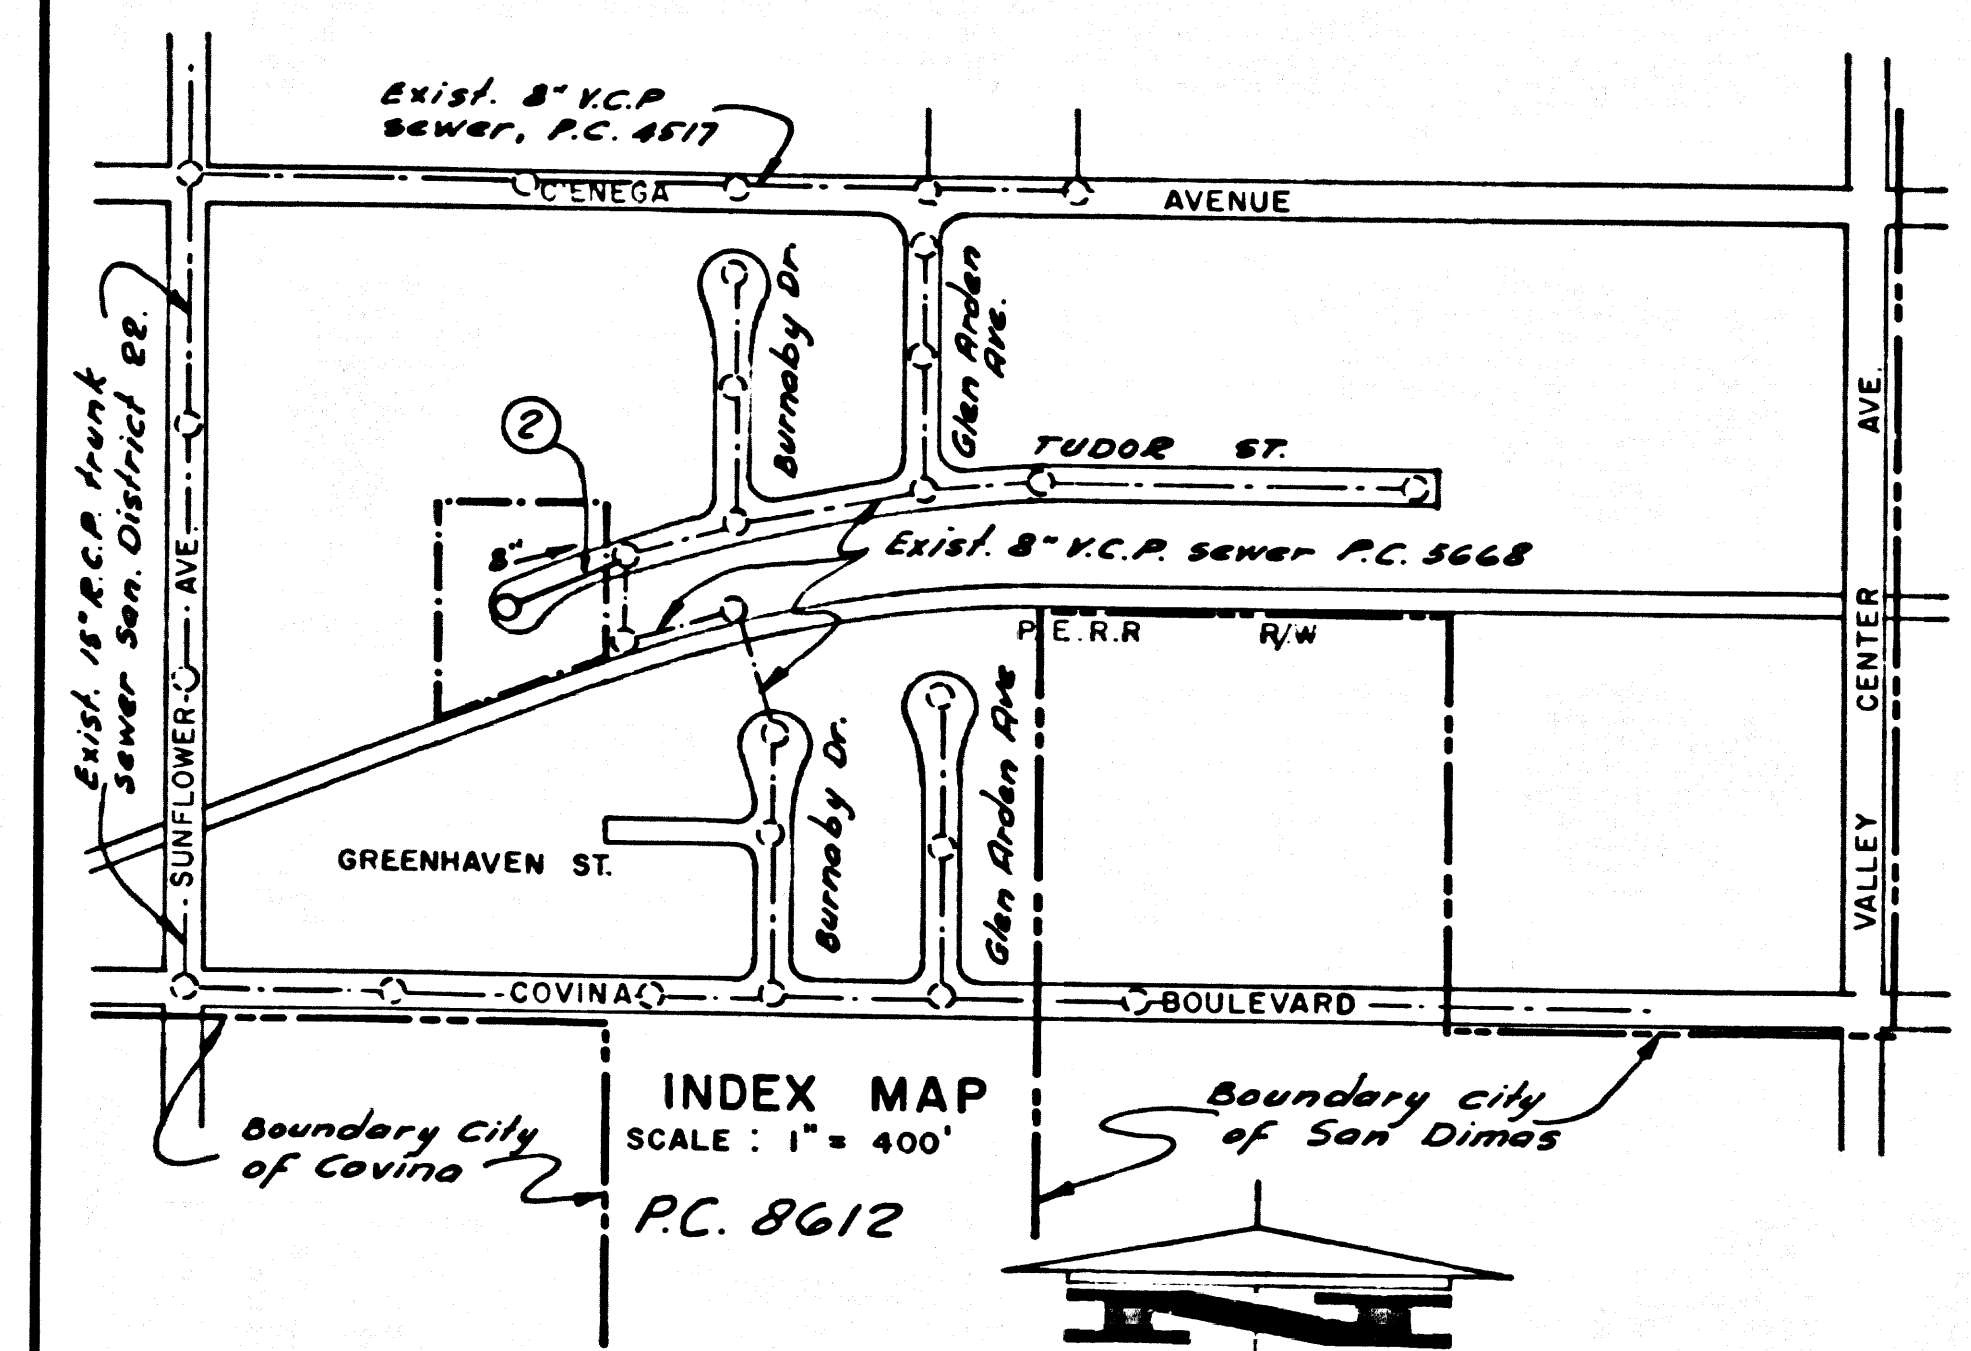 Exist. 8" V.C.P
sewer, P.C. 4517
C'ENEGA
AVENUE
Burnaby Dr.
Glen Arden
Ave.
Exist. 15" R.C.P. trunk
sewer San. District 22.
2
TUDOR ST.
8"
Exist. 8" V.C.P. sewer P.C. 5668
P.E.R.R R/W
SUNFLOWER AVE.
VALLEY CENTER AVE.
GREENHAVEN ST.
Burnaby Dr.
Glen Arden Ave
COVINA
BOULEVARD
INDEX MAP
SCALE : 1" = 400'
P.C. 8612
Boundary City
of Covina
Boundary city
of San Dimas